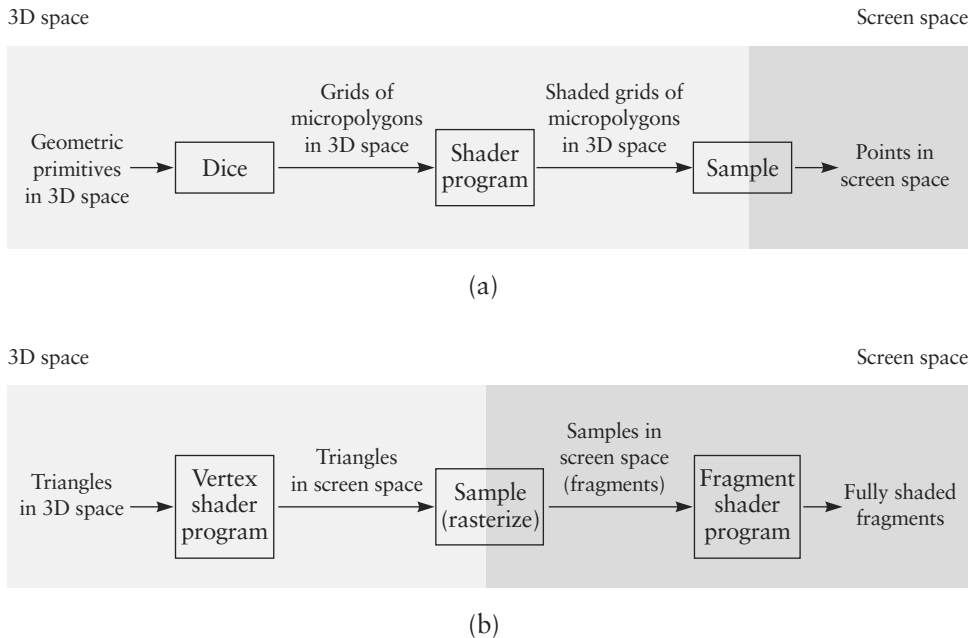 3D space
Screen space
Geometric
primitives
in 3D space
Dice
Grids of
micropolygons
in 3D space
Shader
program
Shaded grids of
micropolygons
in 3D space
Sample
Points in
screen space
(a)
3D space
Screen space
Triangles
in 3D space
Vertex
shader
program
Triangles
in screen space
Sample
(rasterize)
Samples in
screen space
(fragments)
Fragment
shader
program
Fully shaded
fragments
(b)